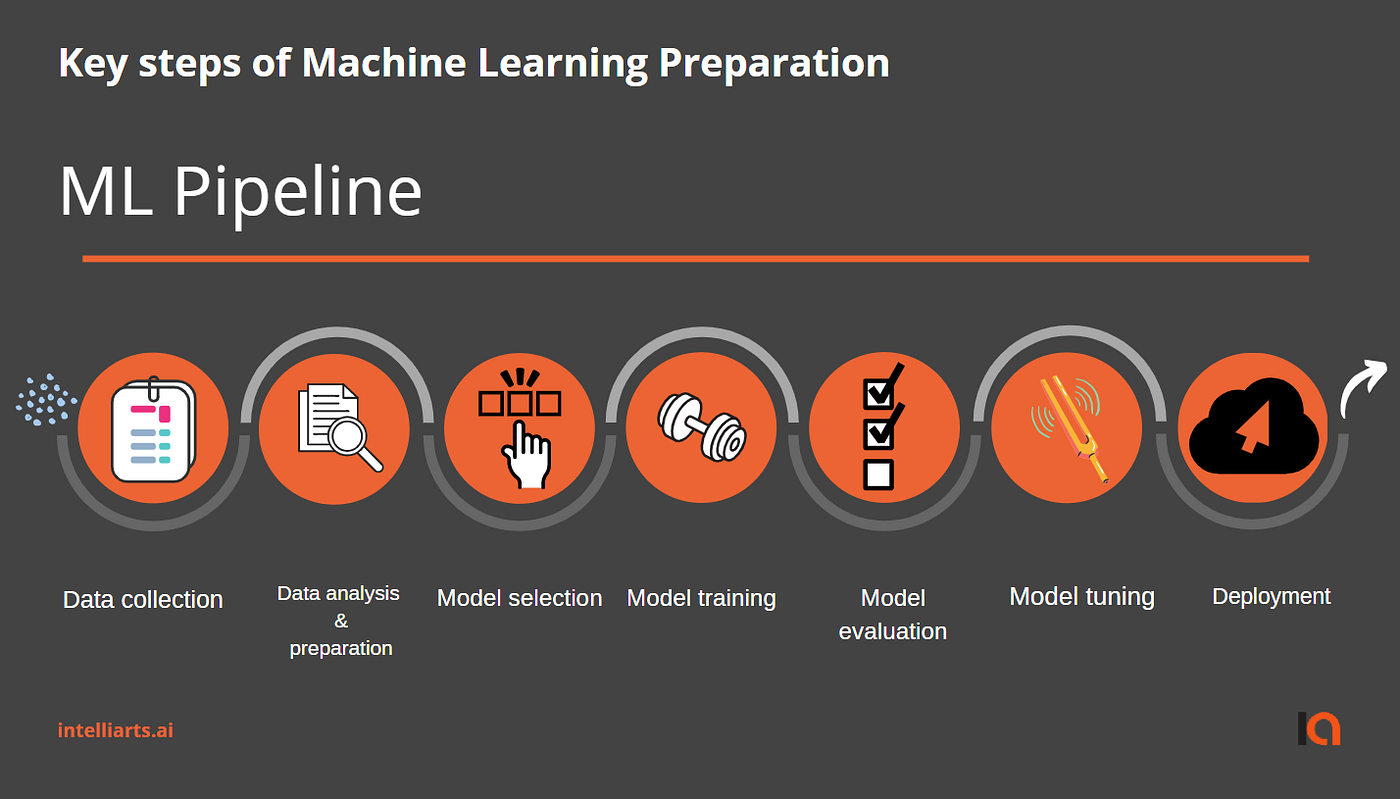 Key steps of Machine Learning Preparation
ML Pipeline
Data collection
Data analysis
&
preparation
Model selection
Model training
Model
evaluation
Model tuning
Deployment
intelliarts.ai